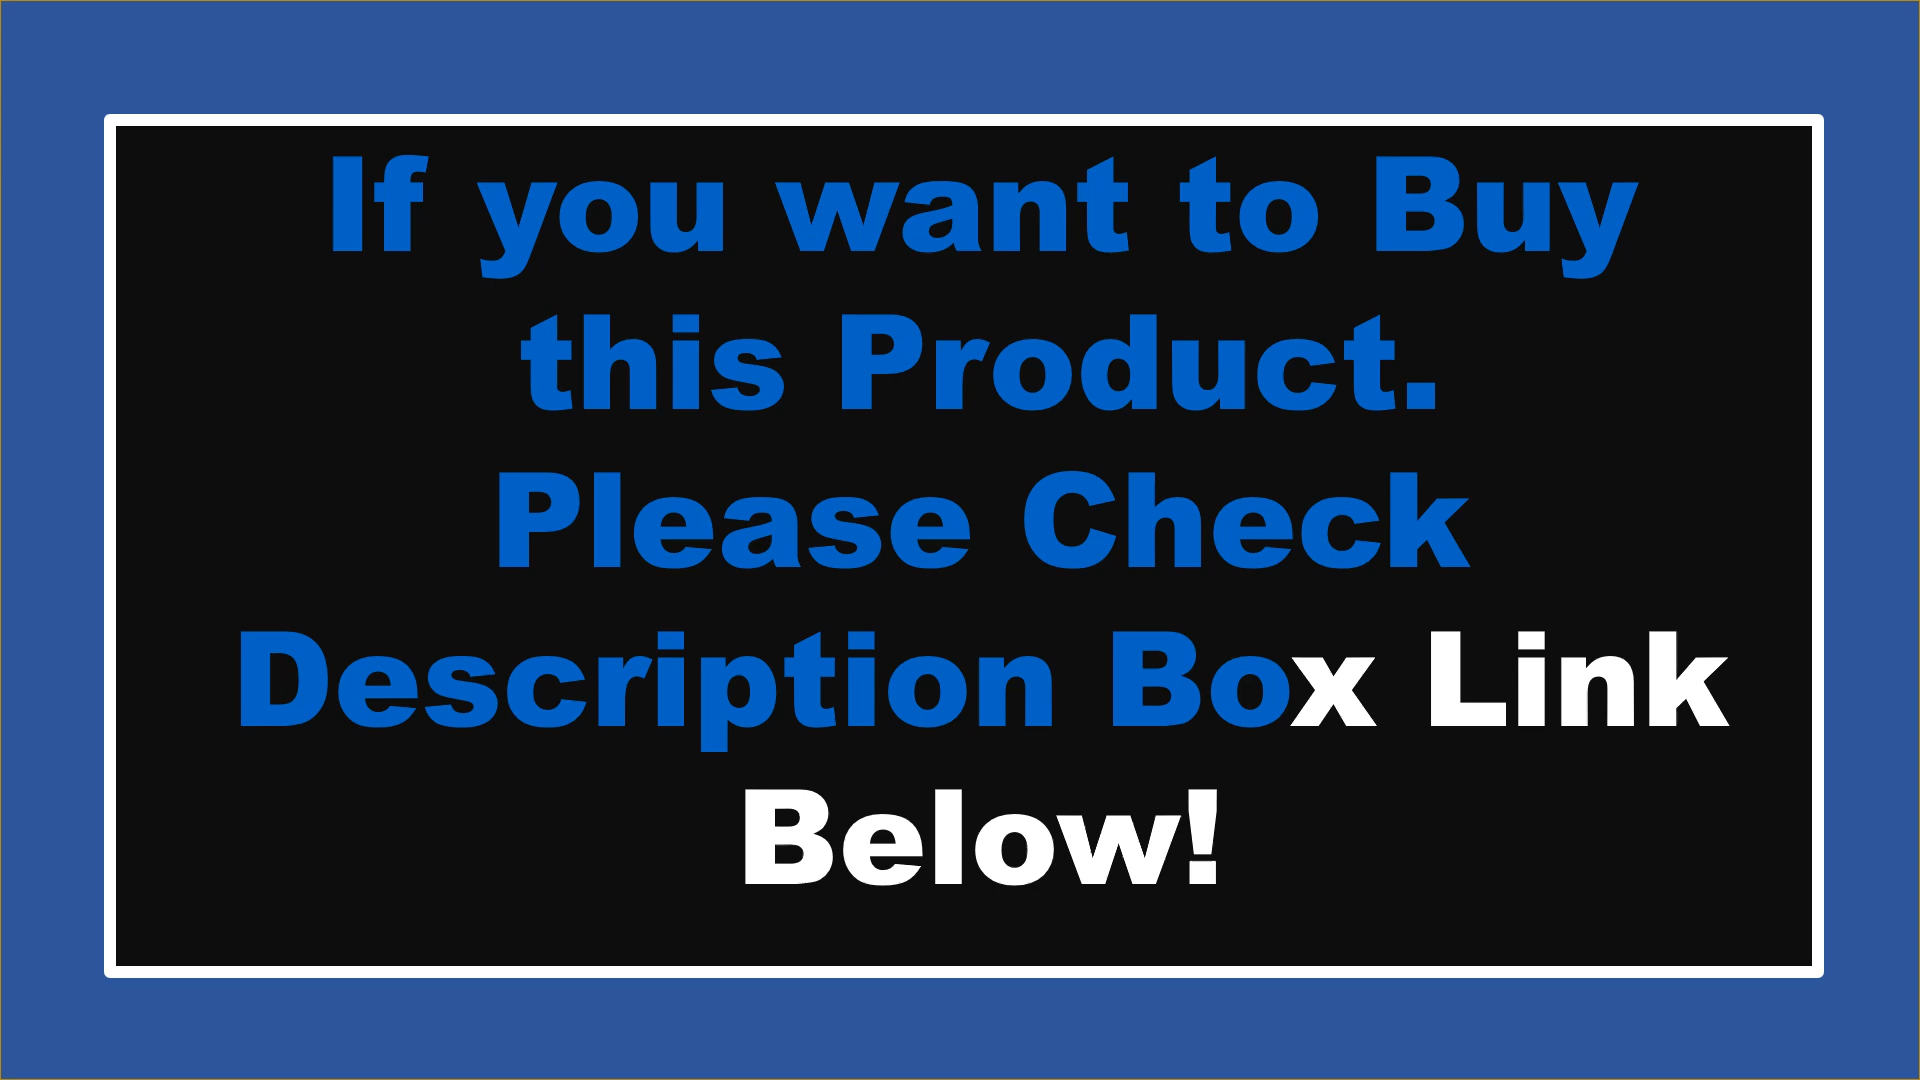 If you want to Buy
this Product.
Please Check
Description Box Link
Below!